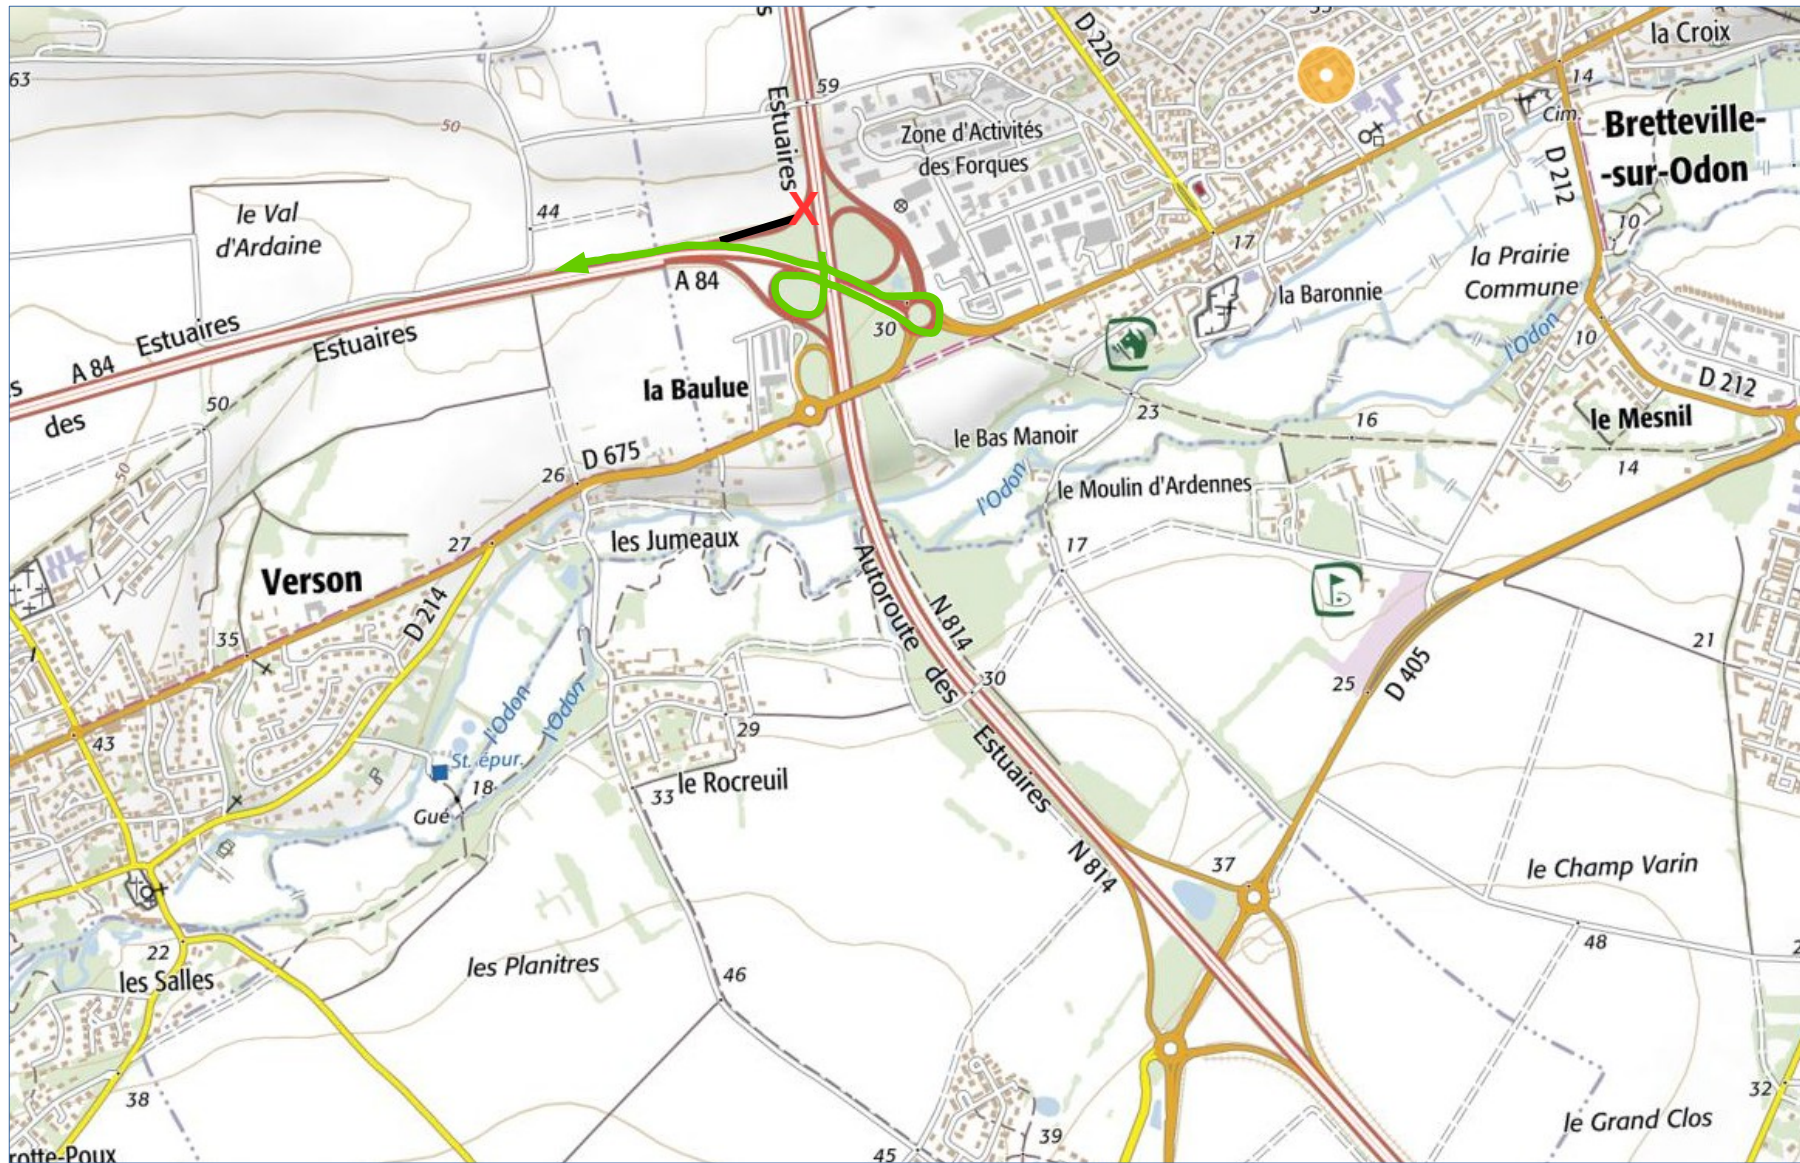 63
50
le Val
d'Ardaine
44
Estuaires
59
X
Zone d'Activités
des Forques
D 220
la Croix
14
Cim.
Bretteville-
-sur-Odon
D 212
10
17
la Prairie
Commune
la Baronnie
l'Odon
10
D 212
le Mesnil
14
16
23
A 84
30
Estuaires
Estuaires
A 84
des
50
50
la Baulue
D 675
26
le Bas Manoir
l'Odon
le Moulin d'Ardennes
17
les Jumeaux
27
Verson
D 214
35
43
Autoroute des
N 814
30
Estuaires
N 814
25
D 405
21
l'Odon
l'Odon
St. épur.
18
Gué
29
le Rocreuil
33
37
le Champ Varin
48
22
les Salles
les Planitres
46
38
rotte-Poux
45
39
32
le Grand Clos